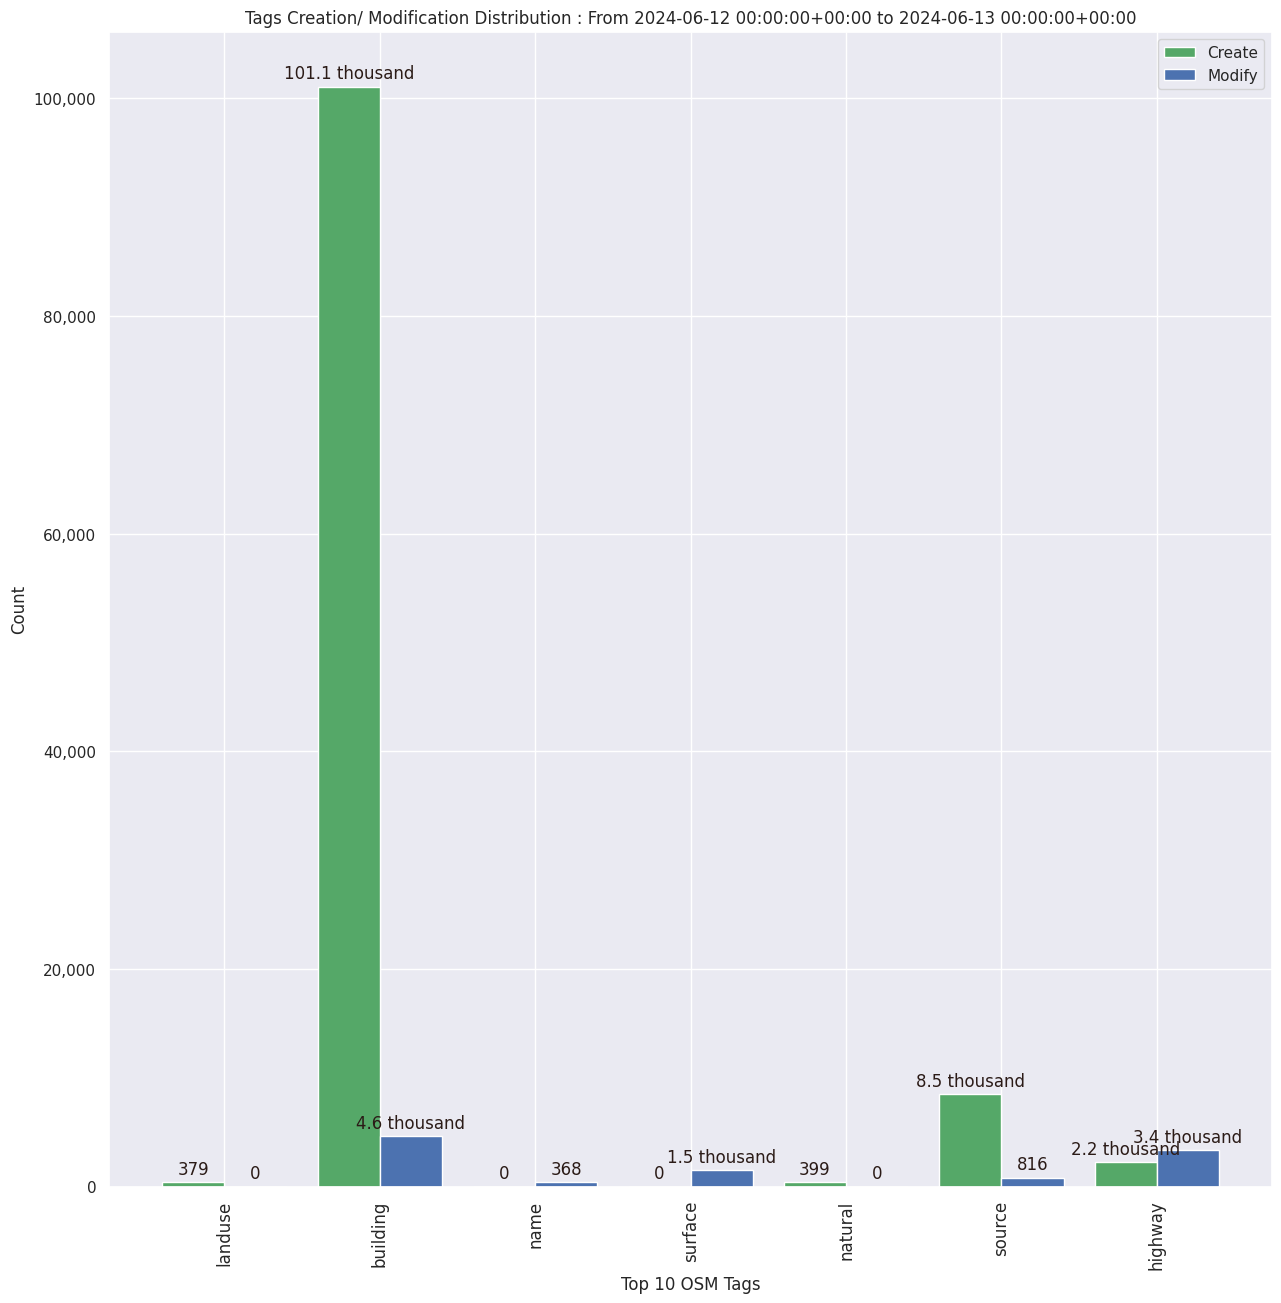 Tags Creation/ Modification Distribution : From 2024-06-12 00:00:00+00:00 to 2024-06-13 00:00:00+00:00
Create
Modify
Count
100,000
80,000
60,000
40,000
20,000
0
379
0
101.1 thousand
4.6 thousand
0
368
0
1.5 thousand
399
0
8.5 thousand
816
2.2 thousand
3.4 thousand
landuse
building
name
surface
natural
source
highway
Top 10 OSM Tags